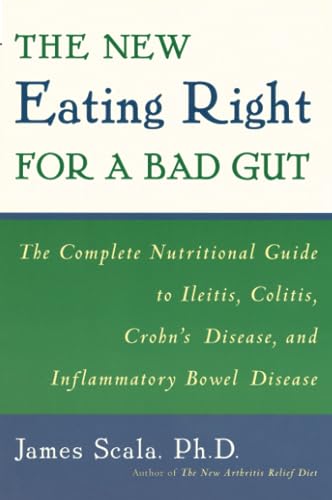 THE NEW
Eating Right
FOR A BAD GUT
The Complete Nutritional Guide
to Ileitis, Colitis,
Crohn's Disease, and
Inflammatory Bowel Disease
James Scala, Ph.D.
Author of The New Arthritis Relief Diet